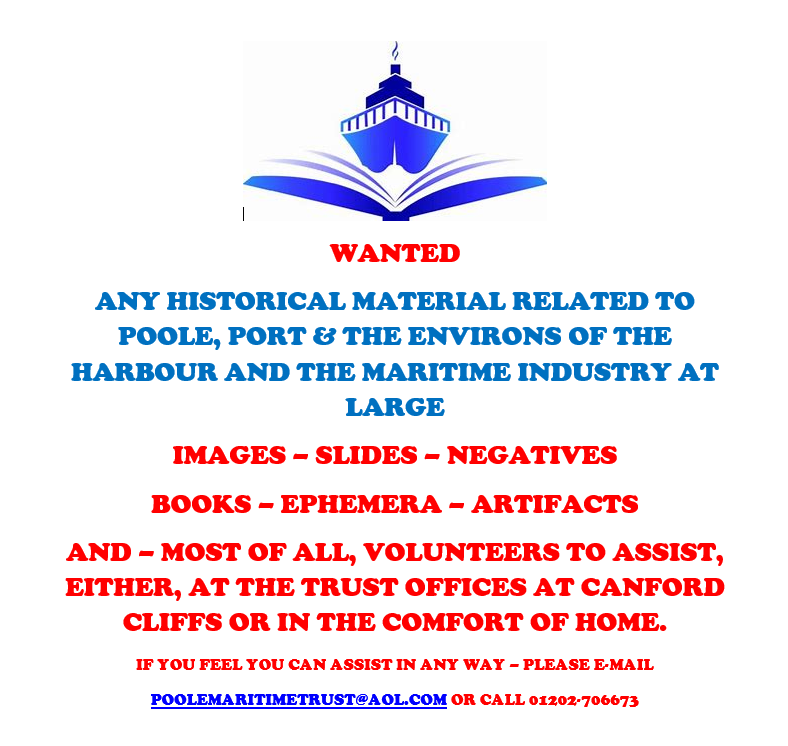 WANTED
ANY HISTORICAL MATERIAL RELATED TO
POOLE, PORT & THE ENVIRONS OF THE
HARBOUR AND THE MARITIME INDUSTRY AT
LARGE
IMAGES – SLIDES – NEGATIVES
BOOKS – EPHEMERA – ARTIFACTS
AND – MOST OF ALL, VOLUNTEERS TO ASSIST,
EITHER, AT THE TRUST OFFICES AT CANFORD
CLIFFS OR IN THE COMFORT OF HOME.
IF YOU FEEL YOU CAN ASSIST IN ANY WAY – PLEASE E-MAIL
POOLEMARITIMETRUST@AOL.COM OR CALL 01202-706673